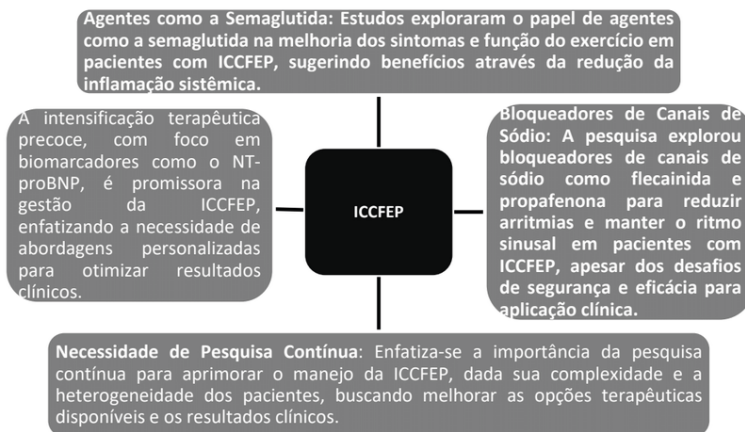 Agentes como a Semaglutida: Estudos exploraram o papel de agentes
como a semaglutida na melhoria dos sintomas e função do exercício em
pacientes com ICCFEP, sugerindo benefícios através da redução da
inflamação sistêmica.
A intensificação terapêutica
precoce, com foco em
biomarcadores como o NT-
proBNP, é promissora na
gestão da ICCFEP,
enfatizando a necessidade de
abordagens personalizadas
para otimizar resultados
clínicos.
ICCFEP
Bloqueadores de Canais de
Sódio: A pesquisa explorou
bloqueadores de canais de
sódio como flecainida e
propafenona para reduzir
arritmias e manter o ritmo
sinusal em pacientes com
ICCFEP, apesar dos desafios
de segurança e eficácia para
aplicação clínica.
Necessidade de Pesquisa Contínua: Enfatiza-se a importância da pesquisa
contínua para aprimorar o manejo da ICCFEP, dada sua complexidade e a
heterogeneidade dos pacientes, buscando melhorar as opções terapêuticas
disponíveis e os resultados clínicos.